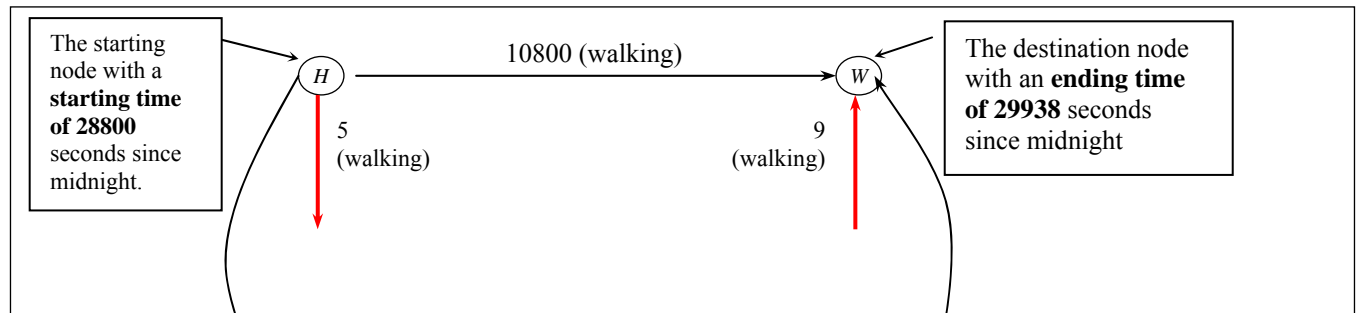 The starting
node with a
starting time
of 28800
seconds since
midnight.
H
10800 (walking)
W
The destination node
with an ending time
of 29938 seconds
since midnight
5
(walking)
9
(walking)